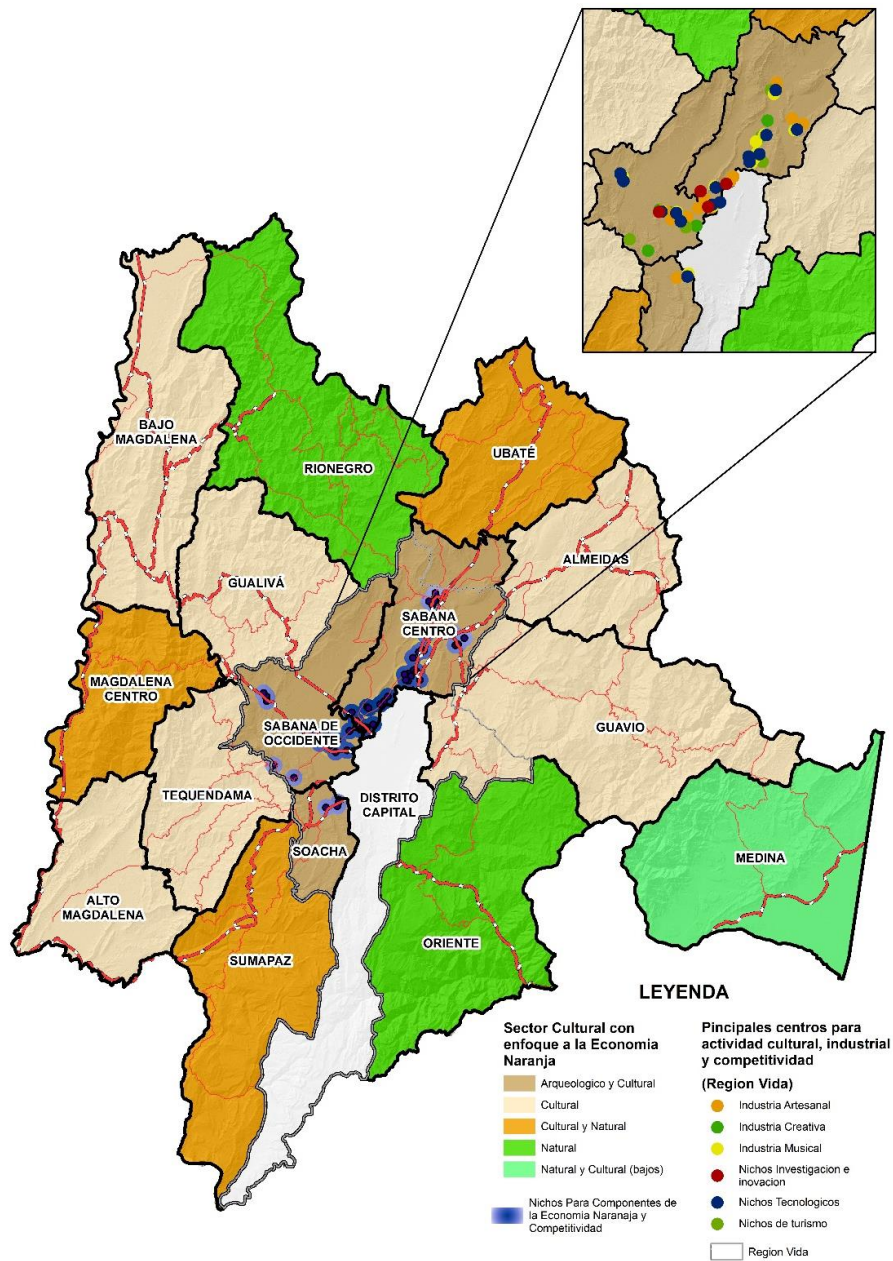 BAJO
MAGDALENA
RIONEGRO
UBATÉ
GUALIVÁ
ALMEIDAS
SABANA
CENTRO
MAGDALENA
CENTRO
SABANA DE
OCCIDENTE
GUAVIO
TEQUENDAMA
DISTRITO
CAPITAL
SOACHA
MEDINA
ALTO
MAGDALENA
ORIENTE
SUMAPAZ
LEYENDA
Sector Cultural con
enfoque a la Economia
Naranja
Arqueologico y Cultural
Cultural
Cultural y Natural
Natural
Natural y Cultural (bajos)
Nichos Para Componentes de
la Economia Naranaja y
Competitividad
Pincipales centros para
actividad cultural, industrial
y competitividad
(Region Vida)
Industria Artesanal
Industria Creativa
Industria Musical
Nichos Investigacion e
inovacion
Nichos Tecnologicos
Nichos de turismo
Region Vida